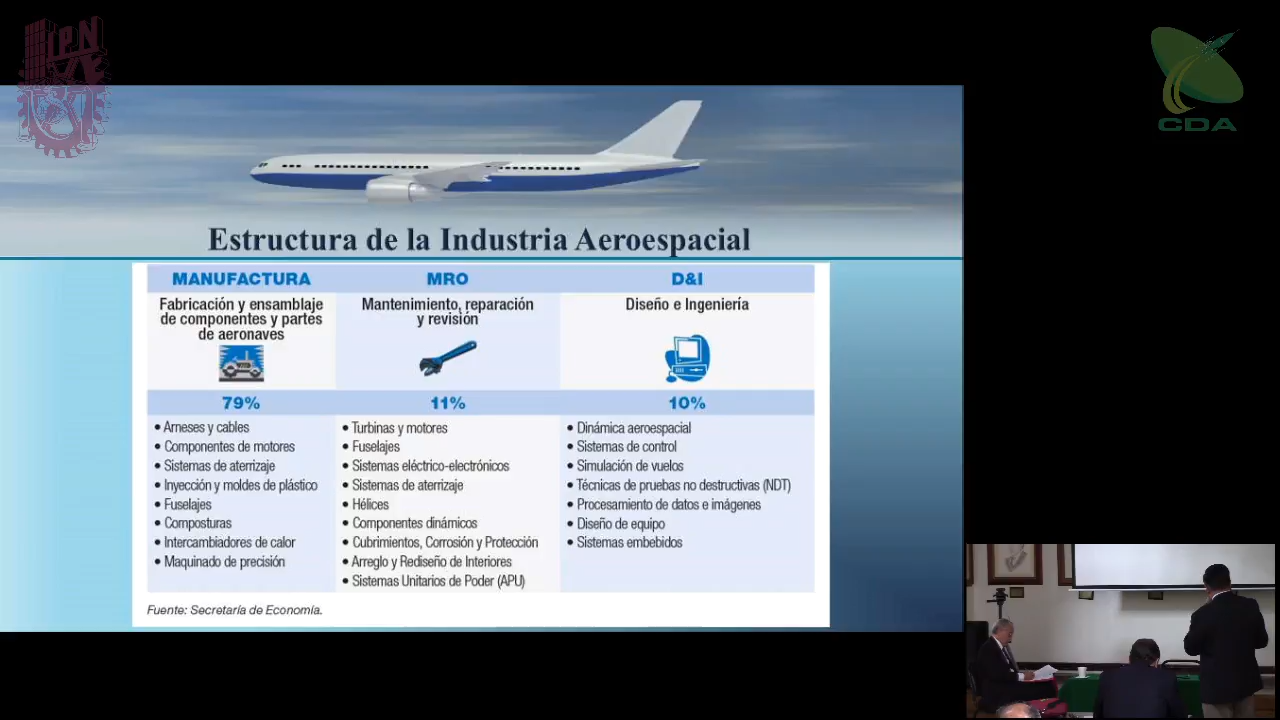 IPN
CDA
Estructura de la Industria Aeroespacial
MANUFACTURA
Fabricación y ensamblaje
de componentes y partes
de aeronaves
79%
• Arneses y cables
• Componentes de motores
• Sistemas de aterrizaje
• Inyección y moldes de plástico
• Fuselajes
• Composturas
• Intercambiadores de calor
• Maquinado de precisión
MRO
Mantenimiento, reparación
y revisión
11%
• Turbinas y motores
• Fuselajes
• Sistemas eléctrico-electrónicos
• Sistemas de aterrizaje
• Hélices
• Componentes dinámicos
• Cubrimientos, Corrosión y Protección
• Arreglo y Rediseño de Interiores
• Sistemas Unitarios de Poder (APU)
D&I
Diseño e Ingeniería
10%
• Dinámica aeroespacial
• Sistemas de control
• Simulación de vuelos
• Técnicas de pruebas no destructivas (NDT)
• Procesamiento de datos e imágenes
• Diseño de equipo
• Sistemas embebidos
Fuente: Secretaría de Economía.